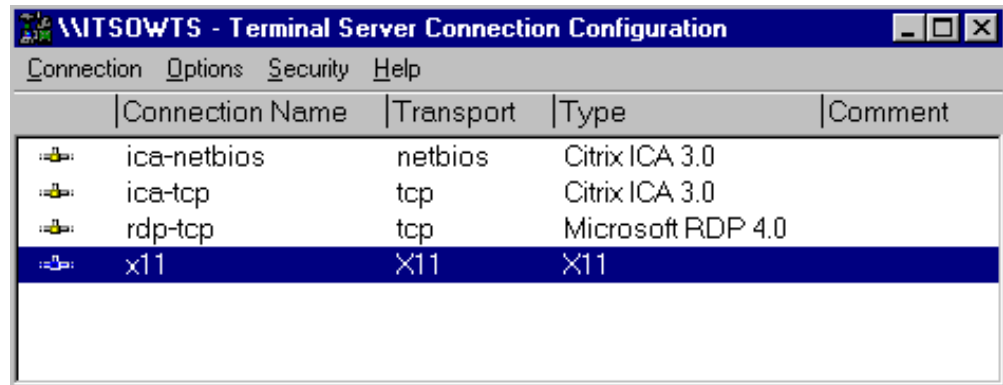 \\ITSOWTS - Terminal Server Connection Configuration
Connection Options Security Help
Connection Name Transport Type Comment
ica-netbios netbios Citrix ICA 3.0
ica-tcp tcp Citrix ICA 3.0
rdp-tcp tcp Microsoft RDP 4.0
x11 X11 X11